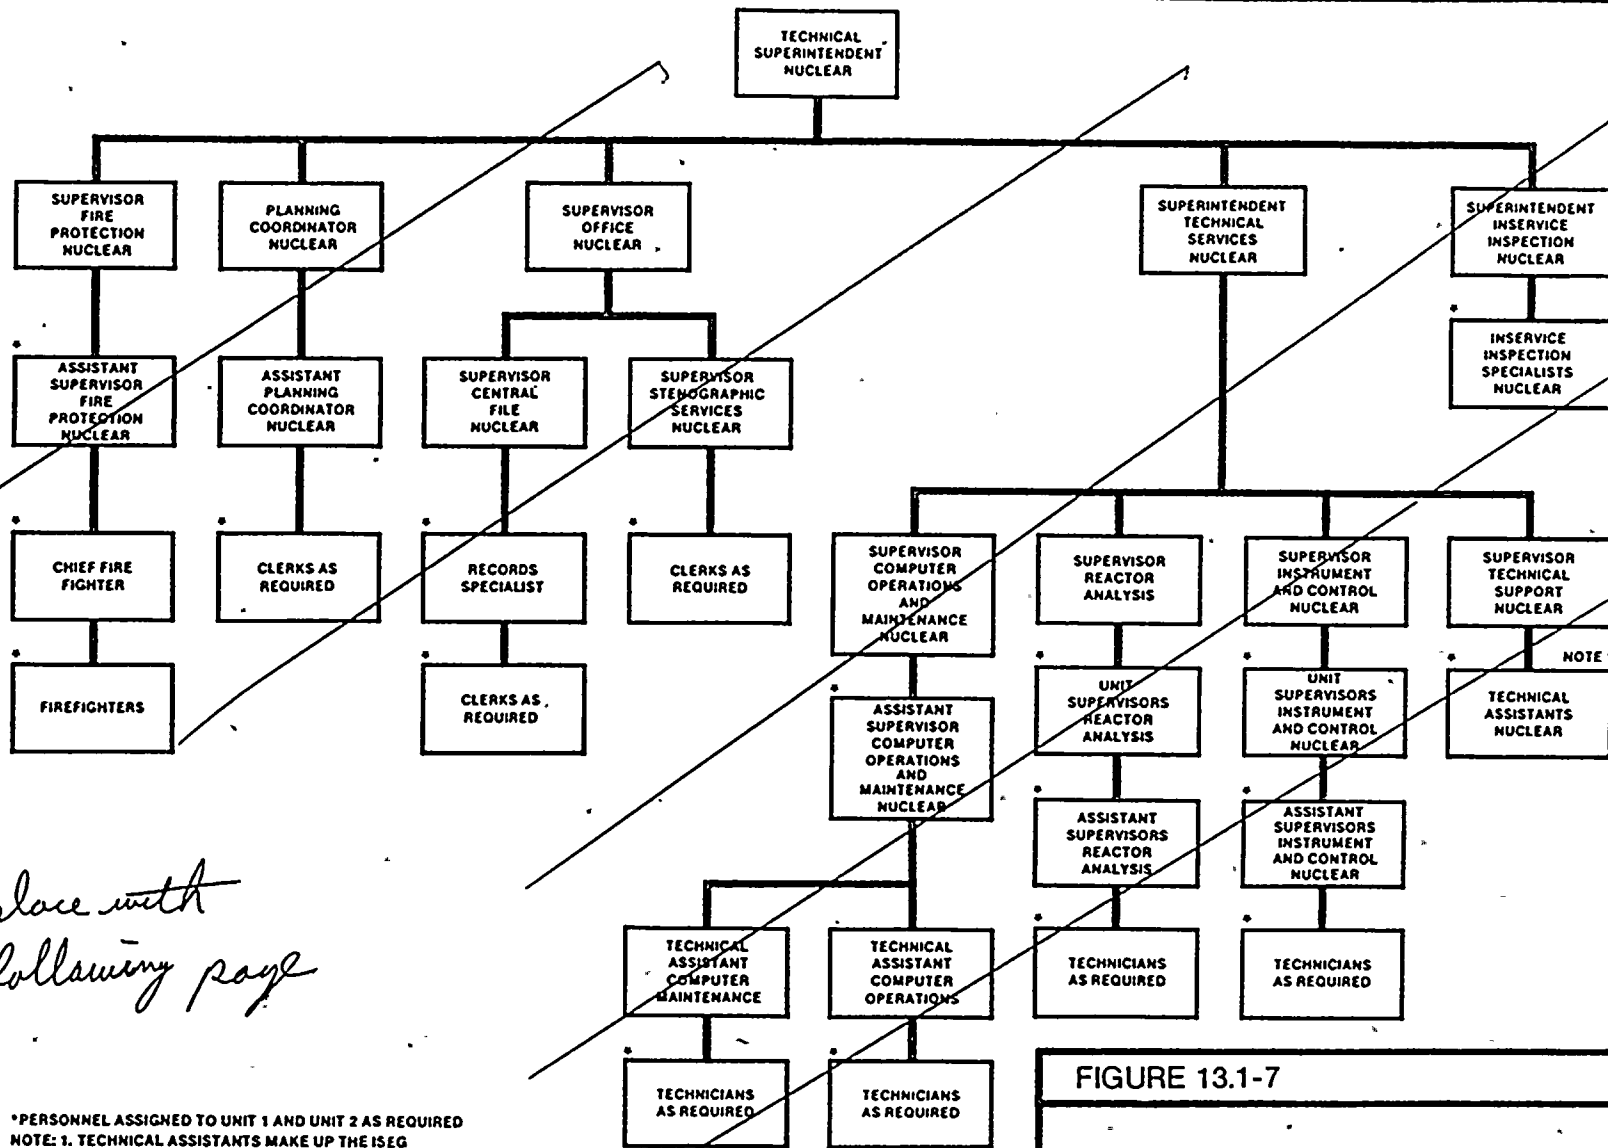 TECHNICAL
SUPERINTENDENT
NUCLEAR
SUPERVISOR
FIRE
PROTECTION
NUCLEAR
PLANNING
COORDINATOR
NUCLEAR
SUPERVISOR
OFFICE
NUCLEAR
SUPERINTENDENT
TECHNICAL
SERVICES
NUCLEAR
SUPERINTENDENT
INSERVICE
INSPECTION
NUCLEAR
*
ASSISTANT
SUPERVISOR
FIRE
PROTECTION
NUCLEAR
ASSISTANT
PLANNING
COORDINATOR
NUCLEAR
SUPERVISOR
CENTRAL
FILE
NUCLEAR
SUPERVISOR
STENOGRAPHIC
SERVICES
NUCLEAR
*
INSERVICE
INSPECTION
SPECIALISTS
NUCLEAR
*
CHIEF FIRE
FIGHTER
*
CLERKS AS
REQUIRED
*
RECORDS
SPECIALIST
*
CLERKS AS
REQUIRED
SUPERVISOR
COMPUTER
OPERATIONS
AND
MAINTENANCE
NUCLEAR
SUPERVISOR
REACTOR
ANALYSIS
SUPERVISOR
INSTRUMENT
AND CONTROL
NUCLEAR
SUPERVISOR
TECHNICAL
SUPPORT
NUCLEAR
*
FIREFIGHTERS
*
CLERKS AS
REQUIRED
*
ASSISTANT
SUPERVISOR
COMPUTER
OPERATIONS
AND
MAINTENANCE
NUCLEAR
*
UNIT
SUPERVISORS
REACTOR
ANALYSIS
*
UNIT
SUPERVISORS
INSTRUMENT
AND CONTROL
NUCLEAR
*
NOTE
TECHNICAL
ASSISTANTS
NUCLEAR
*
ASSISTANT
SUPERVISORS
REACTOR
ANALYSIS
*
ASSISTANT
SUPERVISORS
INSTRUMENT
AND CONTROL
NUCLEAR
TECHNICAL
ASSISTANT
COMPUTER
MAINTENANCE
TECHNICAL
ASSISTANT
COMPUTER
OPERATIONS
*
TECHNICIANS
AS REQUIRED
*
TECHNICIANS
AS REQUIRED
*
TECHNICIANS
AS REQUIRED
*
TECHNICIANS
AS REQUIRED
place with
following page
*PERSONNEL ASSIGNED TO UNIT 1 AND UNIT 2 AS REQUIRED
NOTE: 1. TECHNICAL ASSISTANTS MAKE UP THE ISEG
FIGURE 13.1-7